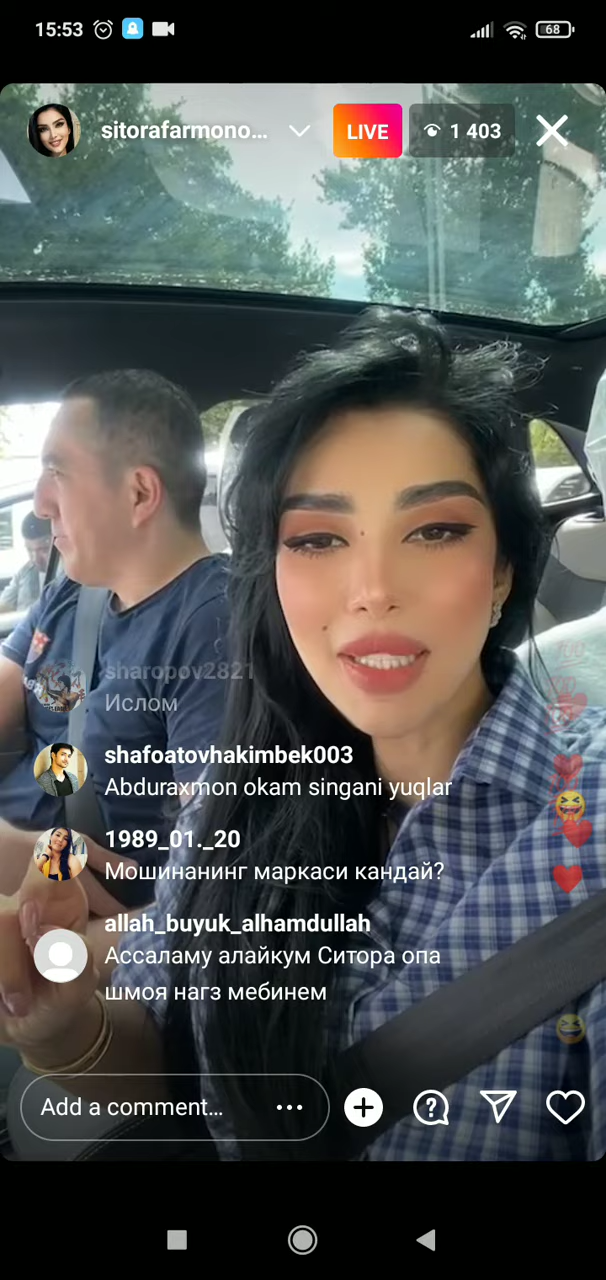 15:53
68
sitorafarmono...
LIVE
1 403
sharopov2821
Ислом
shafoatovhakimbek003
Abduraxmon okam singani yuqlar
1989_01._20
Мошинанинг маркаси кандай?
allah_buyuk_alhamdullah
Ассаламу алайкум Ситора опа
шмоя нагз мебинем
Add a comment...